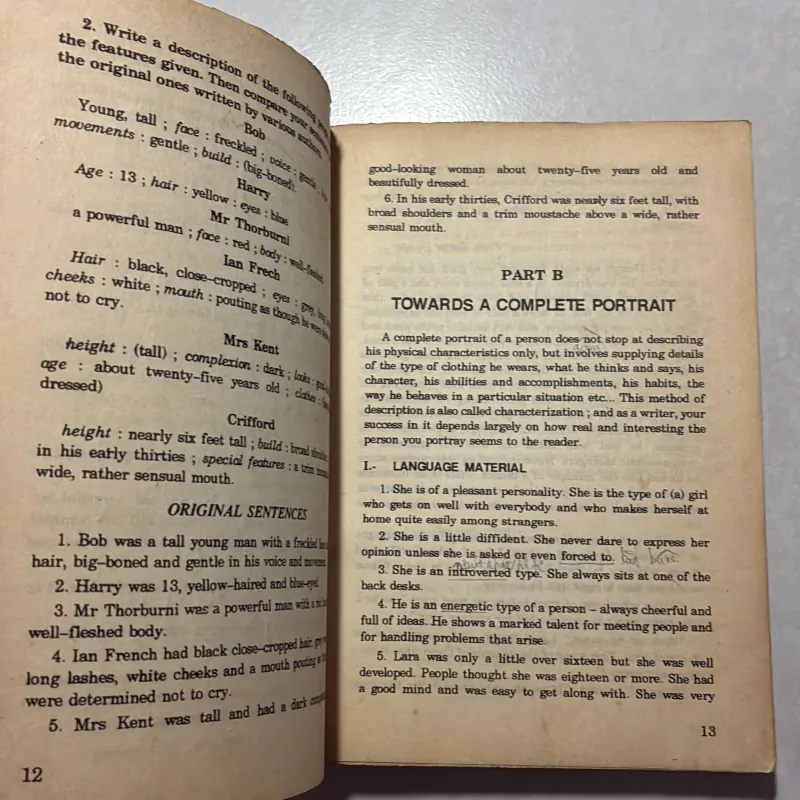 2. Write a description of the following
the features given. Then compare your
the original ones written by various authors.
Bob
Young, tall ; face : freckled ; voice : gentle ;
movements : gentle ; build : (big-boned).
Harry
Age : 13 ; hair : yellow : eyes : blue
Mr Thorburni
a powerful man ; face : red ; body : well-fleshed
Ian Frech
Hair : black, close-cropped ; eyes : grey,
cheeks : white ; mouth : pouting as though he were
not to cry.
Mrs Kent
height : (tall) ; complexion : dark ; looks :
age : about twenty-five years old ; clothes :
dressed)
Crifford
height : nearly six feet tall ; build : broad
in his early thirties ; special features : a trim
wide, rather sensual mouth.
ORIGINAL SENTENCES
1. Bob was a tall young man with a freckled
hair, big-boned and gentle in his voice and
2. Harry was 13, yellow-haired and blue-eyed.
3. Mr Thorburni was a powerful man with a
well-fleshed body.
4. Ian French had black close-cropped hair,
long lashes, white cheeks and a mouth pouting
were determined not to cry.
5. Mrs Kent was tall and had a dark
12
good-looking woman about twenty-five years old and
beautifully dressed.
6. In his early thirties, Crifford was nearly six feet tall, with
broad shoulders and a trim moustache above a wide, rather
sensual mouth.
PART B
TOWARDS A COMPLETE PORTRAIT
A complete portrait of a person does not stop at describing
his physical characteristics only, but involves supplying details
of the type of clothing he wears, what he thinks and says, his
character, his abilities and accomplishments, his habits, the
way he behaves in a particular situation etc... This method of
description is also called characterization ; and as a writer, your
success in it depends largely on how real and interesting the
person you portray seems to the reader.
I.- LANGUAGE MATERIAL
1. She is of a pleasant personality. She is the type of (a) girl
who gets on well with everybody and who makes herself at
home quite easily among strangers.
2. She is a little diffident. She never dare to express her
opinion unless she is asked or even forced to.
3. She is an introverted type. She always sits at one of the
back desks.
4. He is an energetic type of a person – always cheerful and
full of ideas. He shows a marked talent for meeting people and
for handling problems that arise.
5. Lara was only a little over sixteen but she was well
developed. People thought she was eighteen or more. She had
a good mind and was easy to get along with. She was very
13